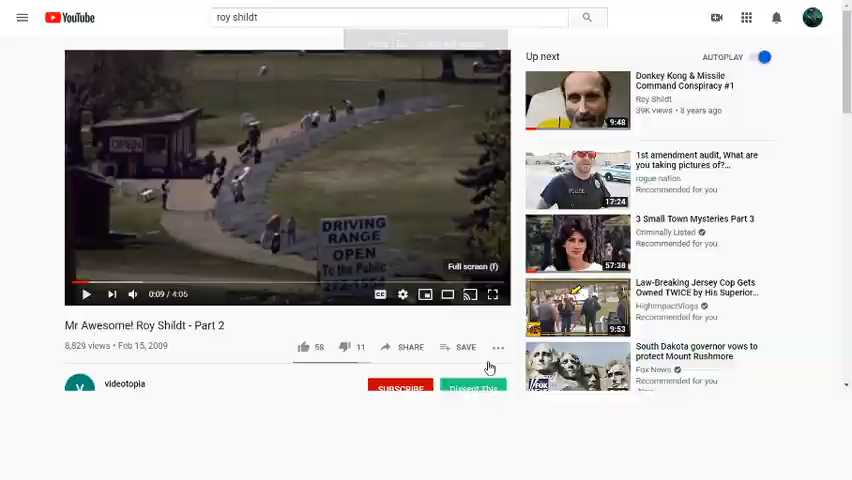 YouTube
roy shildt
OPEN
DRIVING
RANGE
OPEN
To the Public
Full screen (f)
0:09 / 4:05
Mr Awesome! Roy Shildt - Part 2
8,829 views • Feb 15, 2009
58
11
SHARE
SAVE
videotopia
SUBSCRIBE
Dissent This
Up next
AUTOPLAY
Donkey Kong & Missile
Command Conspiracy #1
Roy Shildt
39K views • 8 years ago
9:48
1st amendment audit, What are
you taking pictures of?...
rogue nation
Recommended for you
POLICE
17:24
3 Small Town Mysteries Part 3
Criminally Listed
Recommended for you
57:38
Law-Breaking Jersey Cop Gets
Owned TWICE by His Superior...
HighImpactVlogs
Recommended for you
9:53
South Dakota governor vows to
protect Mount Rushmore
Fox News
Recommended for you
FOX